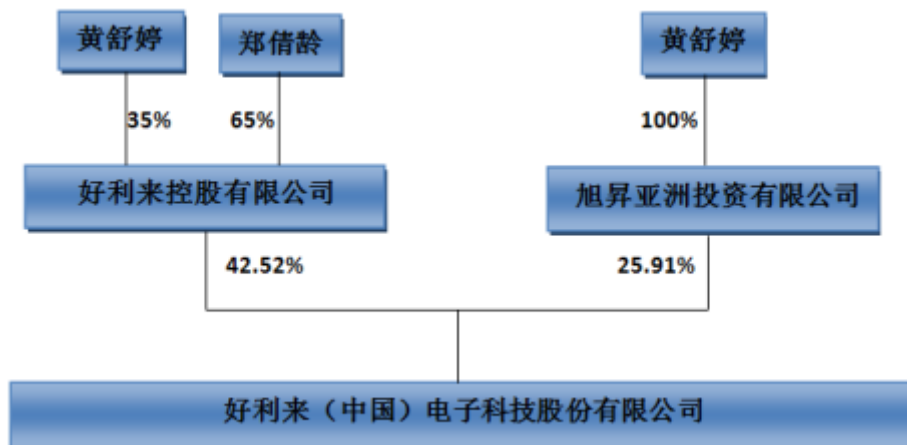 黄舒婷
郑倩龄
黄舒婷
35%
65%
100%
好利来控股有限公司
旭昇亚洲投资有限公司
42.52%
25.91%
好利来（中国）电子科技股份有限公司